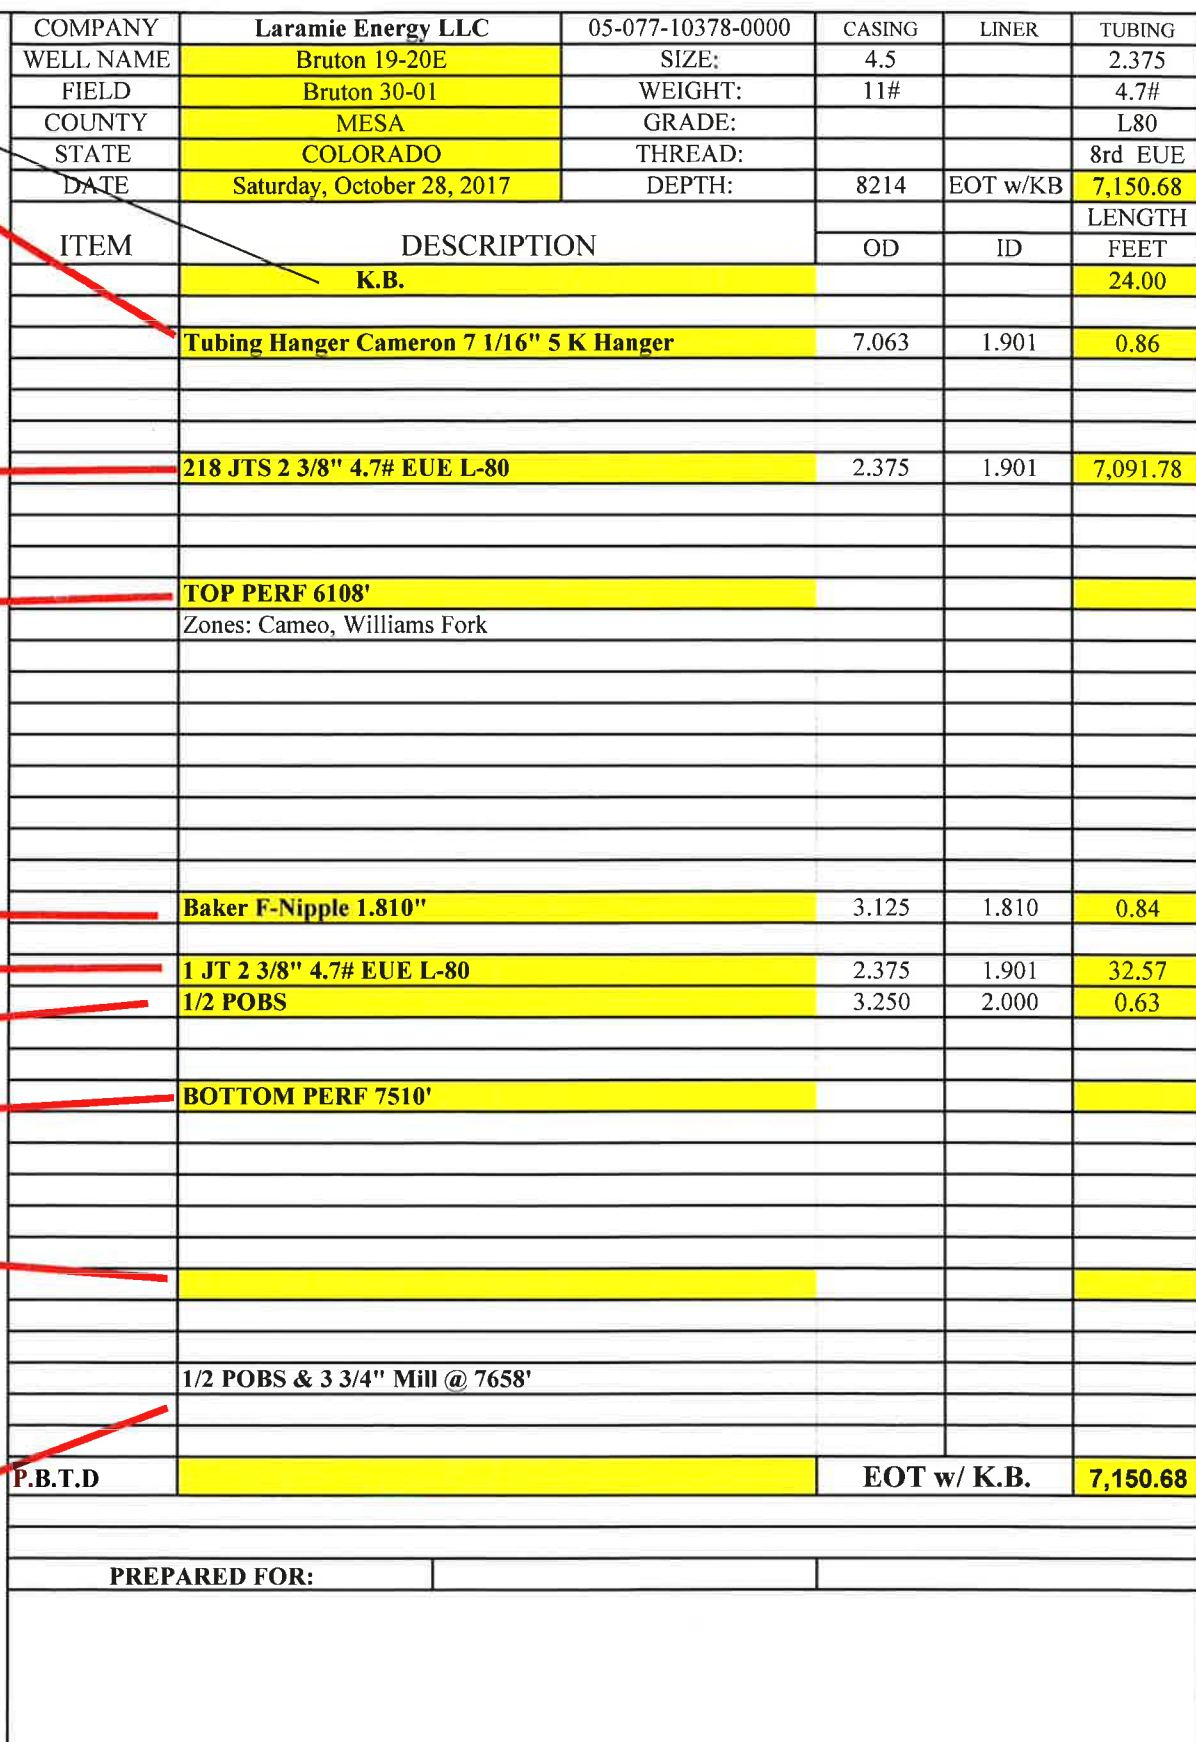 COMPANY Laramie Energy LLC 05-077-10378-0000 CASING LINER TUBING
WELL NAME Bruton 19-20E SIZE: 4.5 2.375
FIELD Bruton 30-01 WEIGHT: 11# 4.7#
COUNTY MESA GRADE: L80
STATE COLORADO THREAD: 8rd EUE
DATE Saturday, October 28, 2017 DEPTH: 8214 EOT w/KB 7,150.68
LENGTH
ITEM DESCRIPTION OD ID FEET
K.B. 24.00
Tubing Hanger Cameron 7 1/16" 5 K Hanger 7.063 1.901 0.86
218 JTS 2 3/8" 4.7# EUE L-80 2.375 1.901 7,091.78
TOP PERF 6108'
Zones: Cameo, Williams Fork
Baker F-Nipple 1.810" 3.125 1.810 0.84
1 JT 2 3/8" 4.7# EUE L-80 2.375 1.901 32.57
1/2 POBS 3.250 2.000 0.63
BOTTOM PERF 7510'
1/2 POBS & 3 3/4" Mill @ 7658'
P.B.T.D EOT w/ K.B. 7,150.68
PREPARED FOR: